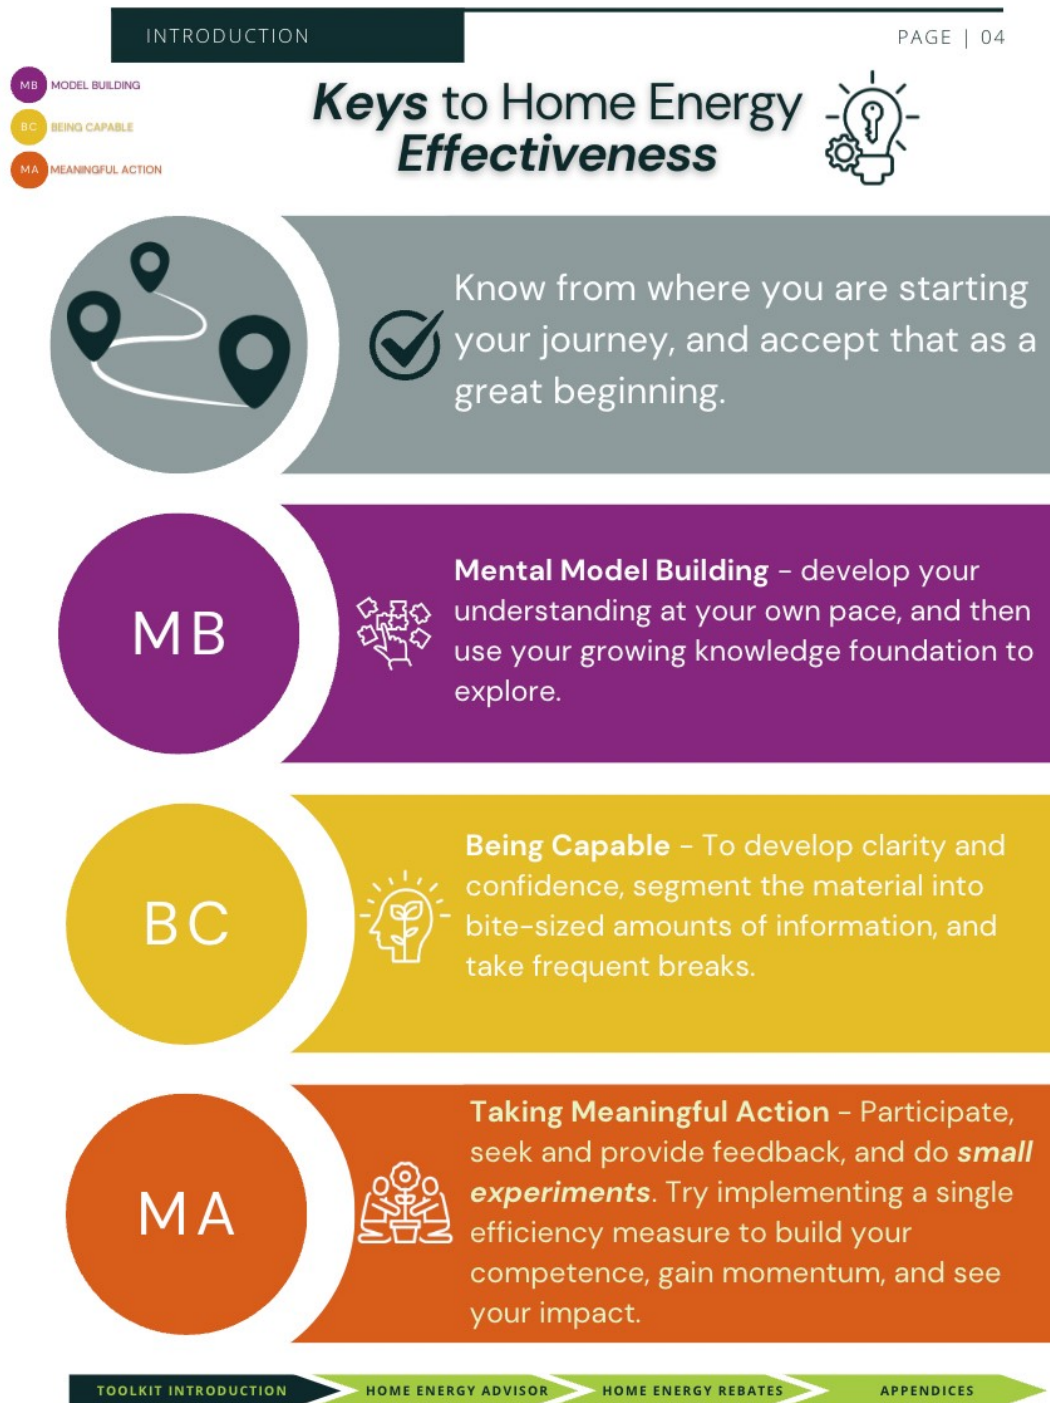 INTRODUCTION
PAGE | 04
MB MODEL BUILDING
BC BEING CAPABLE
MA MEANINGFUL ACTION
Keys to Home Energy
Effectiveness
Know from where you are starting
your journey, and accept that as a
great beginning.
MB
Mental Model Building - develop your
understanding at your own pace, and then
use your growing knowledge foundation to
explore.
BC
Being Capable - To develop clarity and
confidence, segment the material into
bite-sized amounts of information, and
take frequent breaks.
MA
Taking Meaningful Action - Participate,
seek and provide feedback, and do small
experiments. Try implementing a single
efficiency measure to build your
competence, gain momentum, and see
your impact.
TOOLKIT INTRODUCTION
HOME ENERGY ADVISOR
HOME ENERGY REBATES
APPENDICES